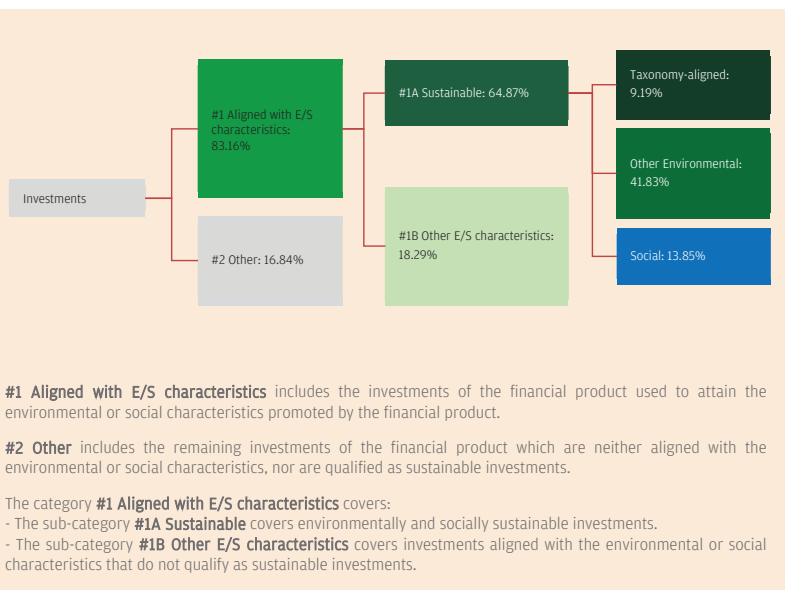 Investments
#1 Aligned with E/S
characteristics:
83.16%
#2 Other: 16.84%
#1A Sustainable: 64.87%
#1B Other E/S characteristics:
18.29%
Taxonomy-aligned:
9.19%
Other Environmental:
41.83%
Social: 13.85%
#1 Aligned with E/S characteristics includes the investments of the financial product used to attain the
environmental or social characteristics promoted by the financial product.
#2 Other includes the remaining investments of the financial product which are neither aligned with the
environmental or social characteristics, nor are qualified as sustainable investments.
The category #1 Aligned with E/S characteristics covers:
- The sub-category #1A Sustainable covers environmentally and socially sustainable investments.
- The sub-category #1B Other E/S characteristics covers investments aligned with the environmental or social
characteristics that do not qualify as sustainable investments.